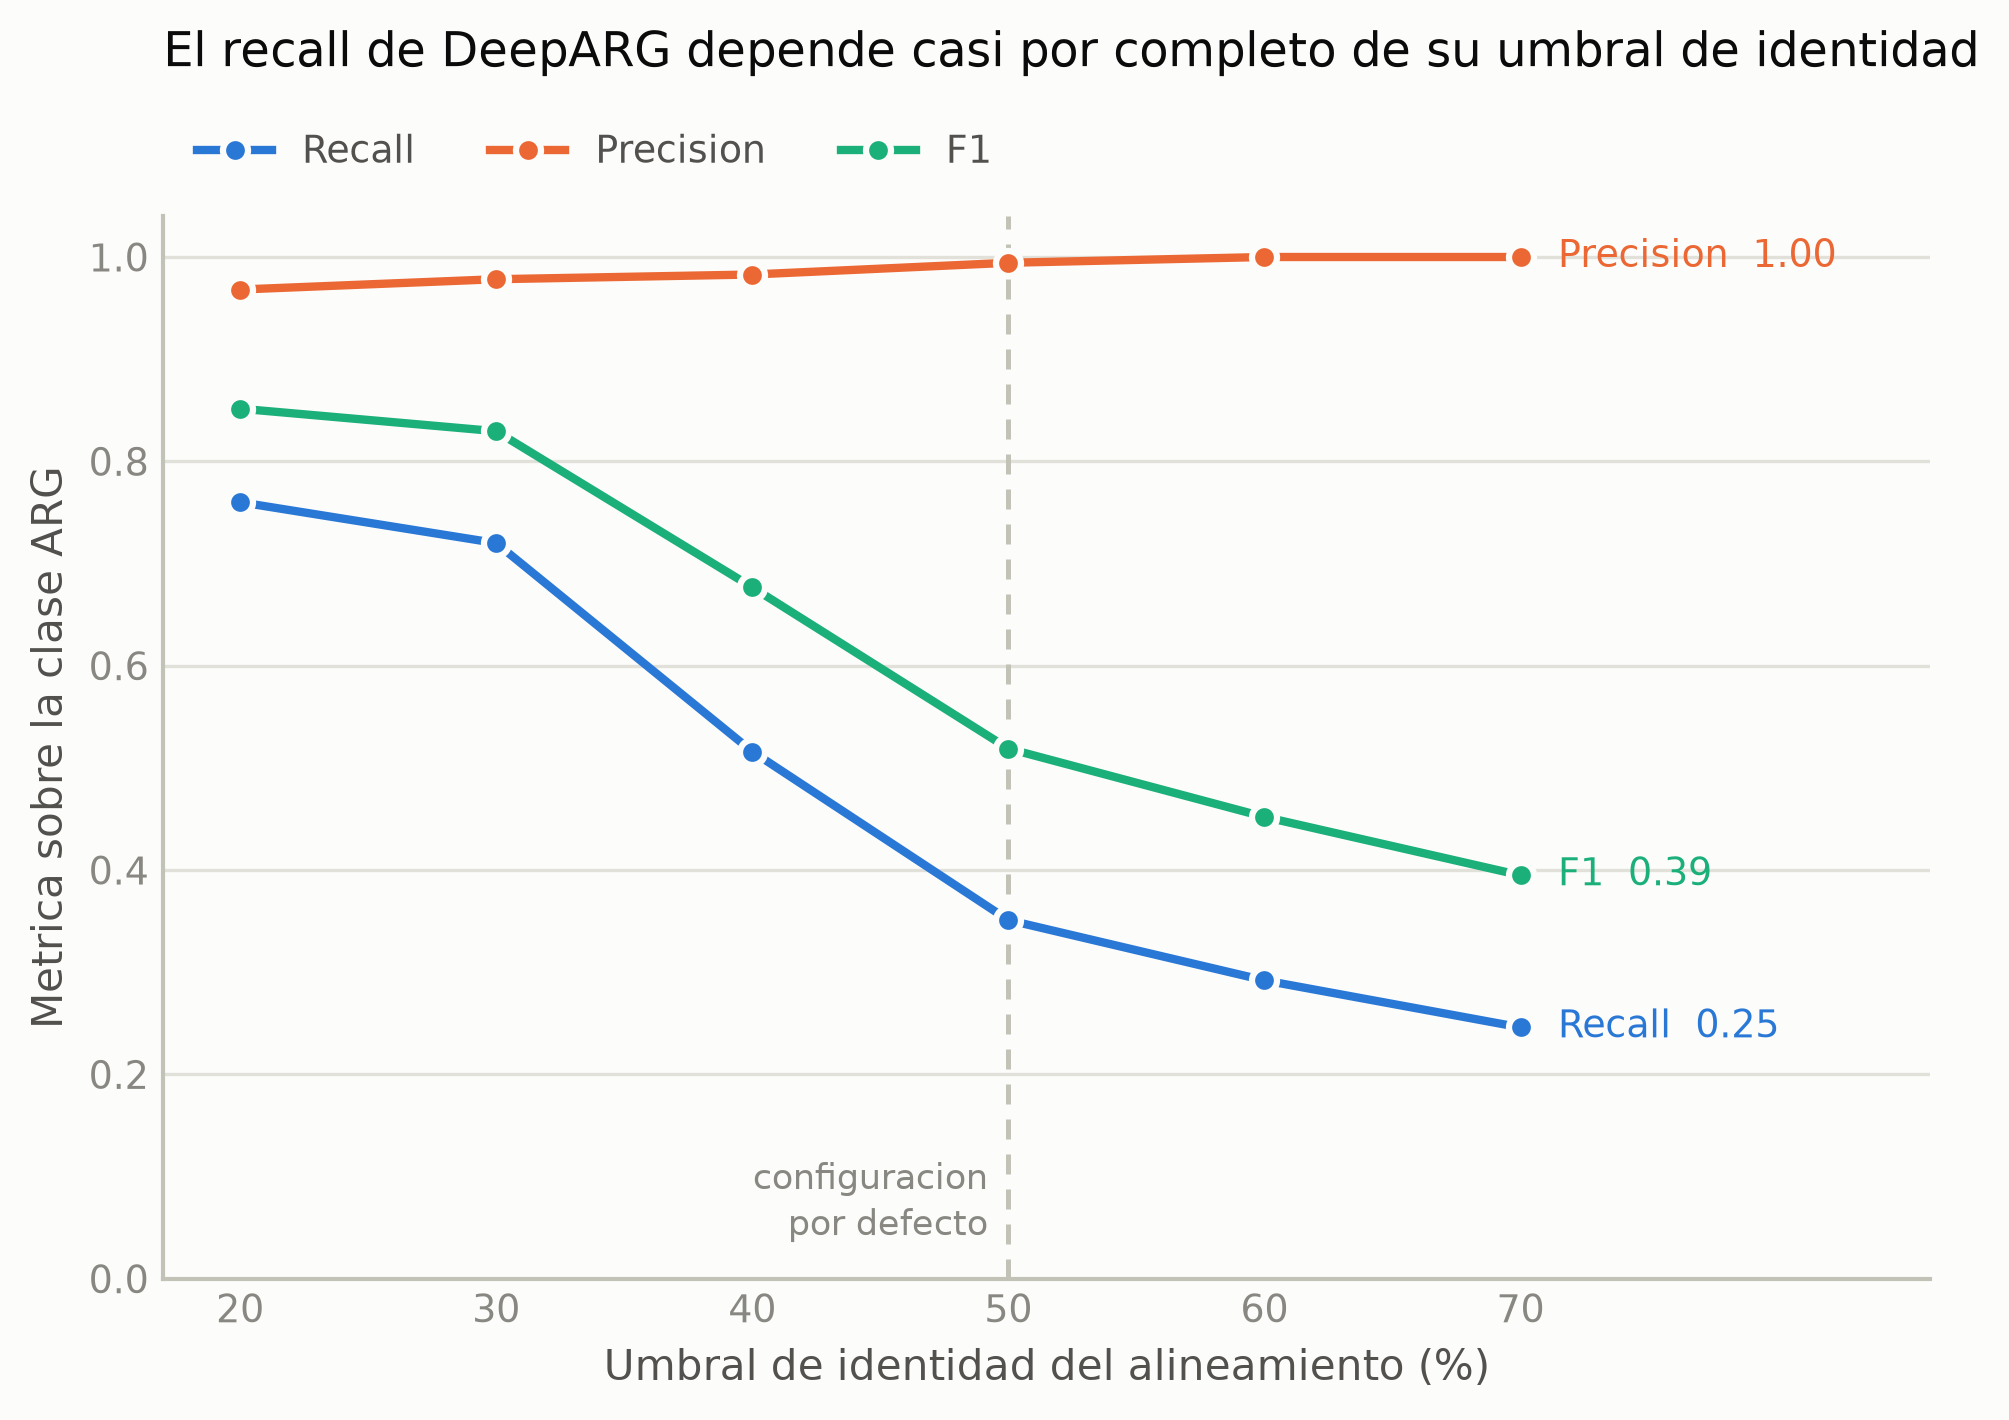 El recall de DeepARG depende casi por completo de su umbral de identidad
Recall
Precision
F1
Metrica sobre la clase ARG
1.0
0.8
0.6
0.4
0.2
0.0
Precision 1.00
F1 0.39
Recall 0.25
configuracion
por defecto
20
30
40
50
60
70
Umbral de identidad del alineamiento (%)